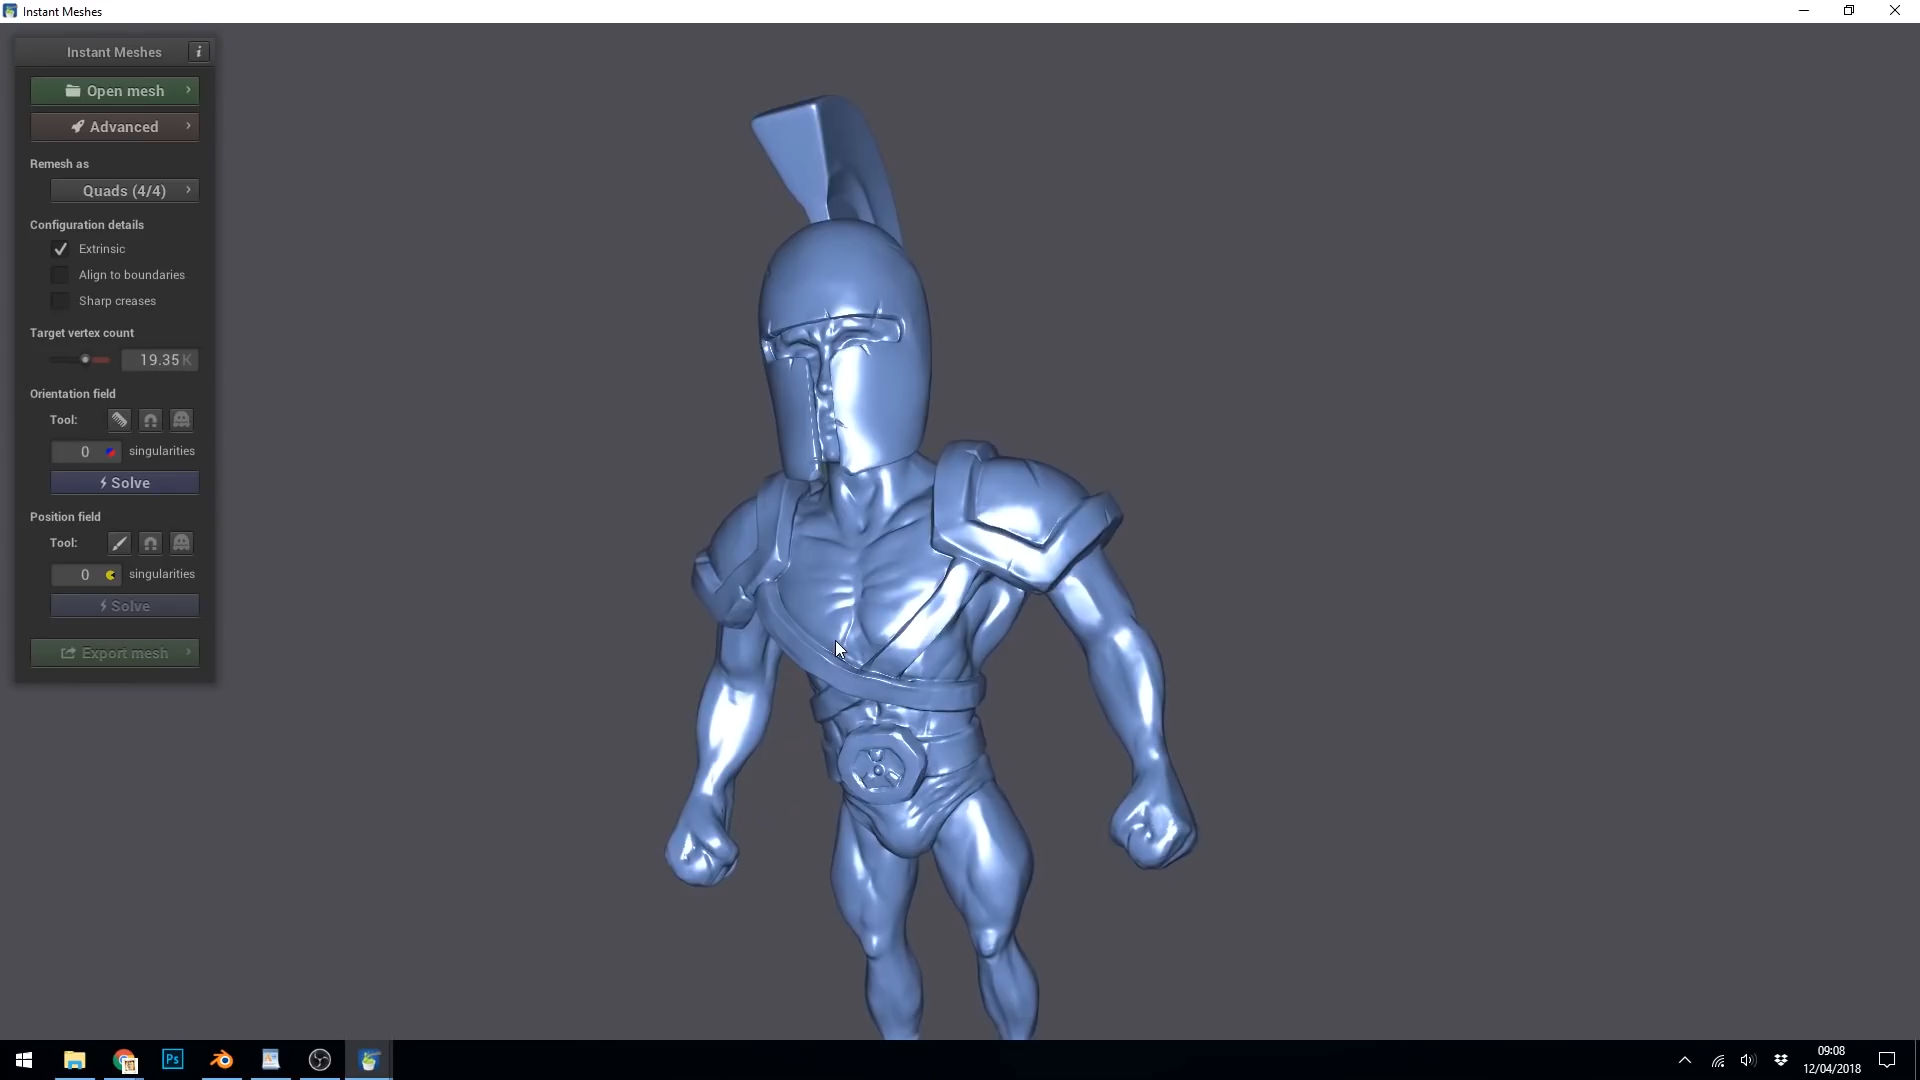 Instant Meshes
Instant Meshes i
Open mesh
Advanced
Remesh as
Quads (4/4)
Configuration details
Extrinsic
Align to boundaries
Sharp creases
Target vertex count
19.35 K
Orientation field
Tool:
0 singularities
Solve
Position field
Tool:
0 singularities
Solve
Export mesh
Ps
09:08
12/04/2018